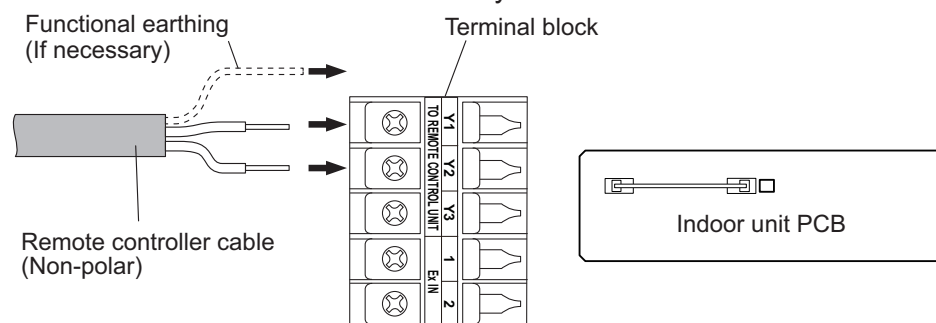 Functional earthing
(If necessary)
Terminal block
TO REMOTE CONTROL UNIT
Y1
Y2
Y3
1
2
Ex IN
Remote controller cable
(Non-polar)
Indoor unit PCB